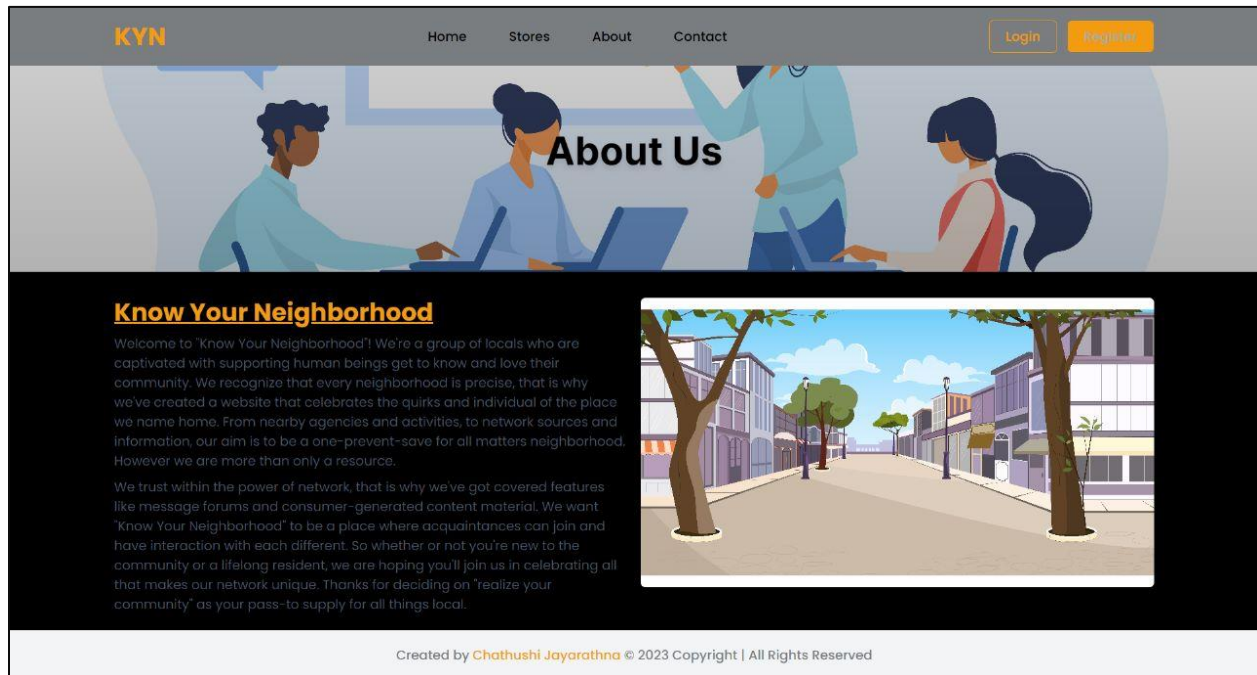 KYN
Home
Stores
About
Contact
Login
Register
About Us
Know Your Neighborhood
Welcome to "Know Your Neighborhood"! We're a group of locals who are
captivated with supporting human beings get to know and love their
community. We recognize that every neighborhood is precise, that is why
we've created a website that celebrates the quirks and individual of the place
we name home. From nearby agencies and activities, to network sources and
information, our aim is to be a one-prevent-save for all matters neighborhood.
However we are more than only a resource.
We trust within the power of network, that is why we've got covered features
like message forums and consumer-generated content material. We want
"Know Your Neighborhood" to be a place where acquaintances can join and
have interaction with each different. So whether or not you're new to the
community or a lifelong resident, we are hoping you'll join us in celebrating all
that makes our network unique. Thanks for deciding on "realize your
community" as your pass-to supply for all things local.
Created by Chathushi Jayarathna © 2023 Copyright | All Rights Reserved